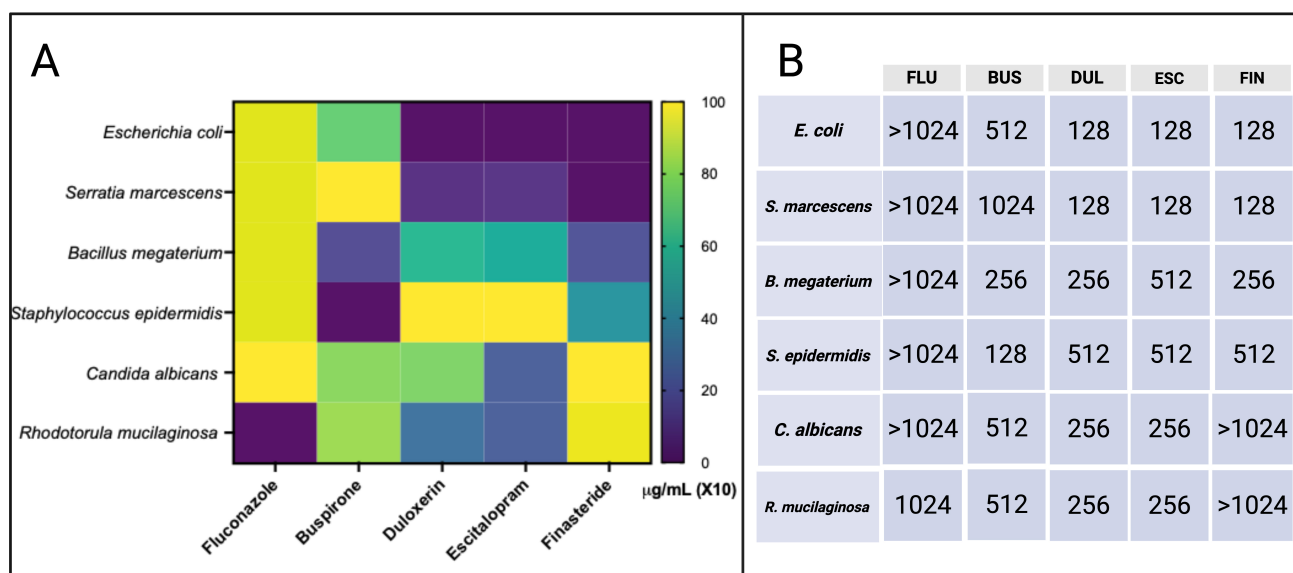 A
Escherichia coli
Serratia marcescens
Bacillus megaterium
Staphylococcus epidermidis
Candida albicans
Rhodotorula mucilaginosa
100
80
60
40
20
0
µg/mL (X10)
Fluconazole
Buspirone
Duloxerin
Escitalopram
Finasteride
B
FLU BUS DUL ESC FIN
E. coli >1024 512 128 128 128
S. marcescens >1024 1024 128 128 128
B. megaterium >1024 256 256 512 256
S. epidermidis >1024 128 512 512 512
C. albicans >1024 512 256 256 >1024
R. mucilaginosa 1024 512 256 256 >1024